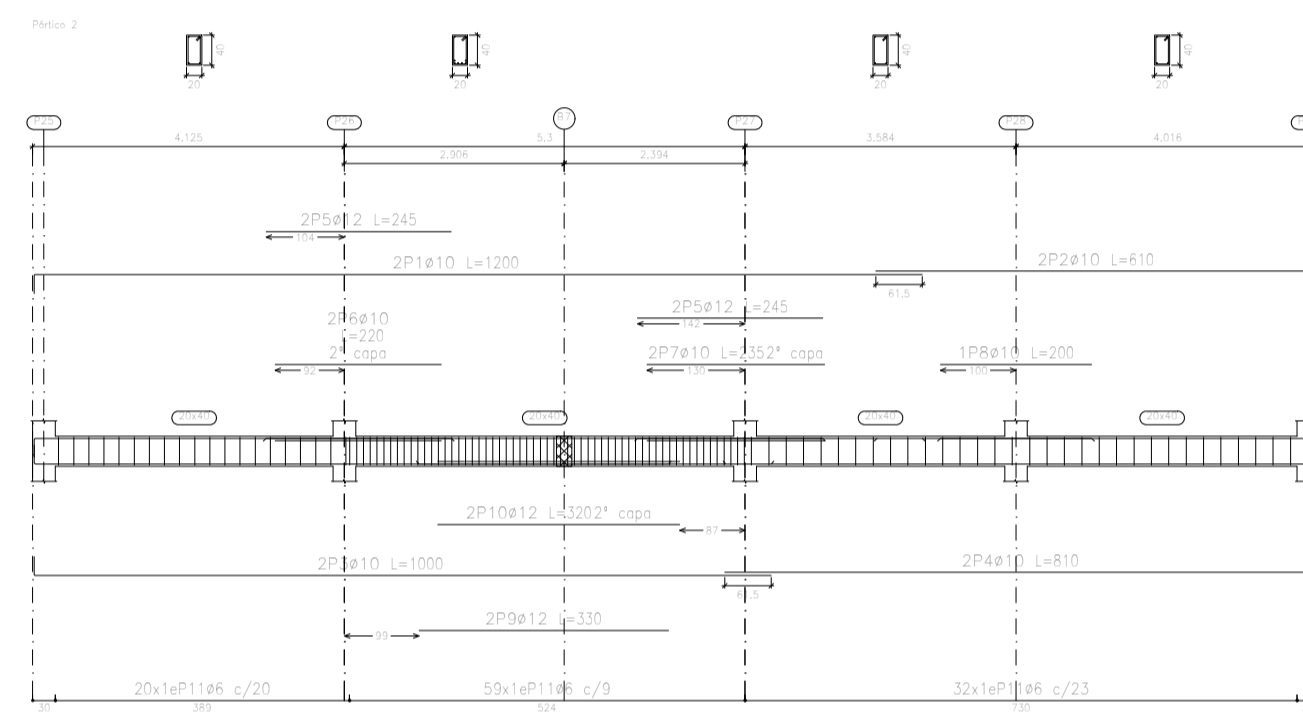 Pórtico 2
40
20
40
20
40
20
40
20
P25
P26
B7
P27
P28
4.125
5.3
3.584
4.016
2.906
2.394
2P5ø12 L=245
104
2P1ø10 L=1200
2P2ø10 L=610
61.5
2P5ø12 L=245
142
2P6ø10
L=220
2ª capa
92
2P7ø10 L=2352ª capa
130
1P8ø10 L=200
100
20x40
20x40
20x40
20x40
2P10ø12 L=3202ª capa
87
2P3ø10 L=1000
2P4ø10 L=810
61.5
2P9ø12 L=330
99
20x1eP11ø6 c/20
59x1eP11ø6 c/9
32x1eP11ø6 c/23
30
389
524
730